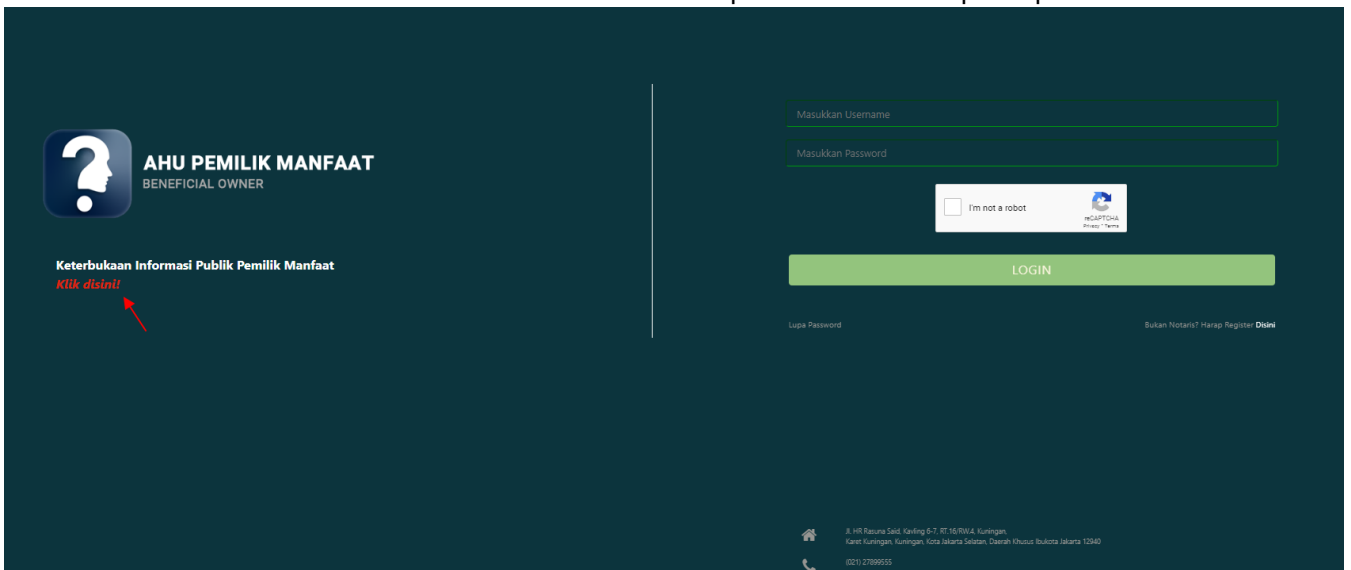 AHU PEMILIK MANFAAT
BENEFICIAL OWNER
Keterbukaan Informasi Publik Pemilik Manfaat
Klik disini!
Masukkan Username
Masukkan Password
I'm not a robot
reCAPTCHA
Privacy - Terms
LOGIN
Lupa Password
Bukan Notaris? Harap Register Disini
Jl. HR Rasuna Said, Kavling 6-7, RT.16/RW.4, Kuningan,
Karet Kuningan, Kuningan, Kota Jakarta Selatan, Daerah Khusus Ibukota Jakarta 12940
(021) 27899555